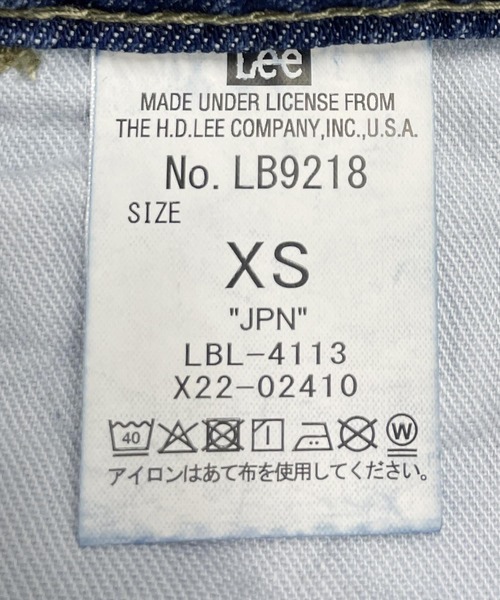 Lee
MADE UNDER LICENSE FROM
THE H.D.LEE COMPANY,INC.,U.S.A.
No. LB9218
SIZE
XS
"JPN"
LBL-4113
X22-02410
40 W
アイロンはあて布を使用してください。